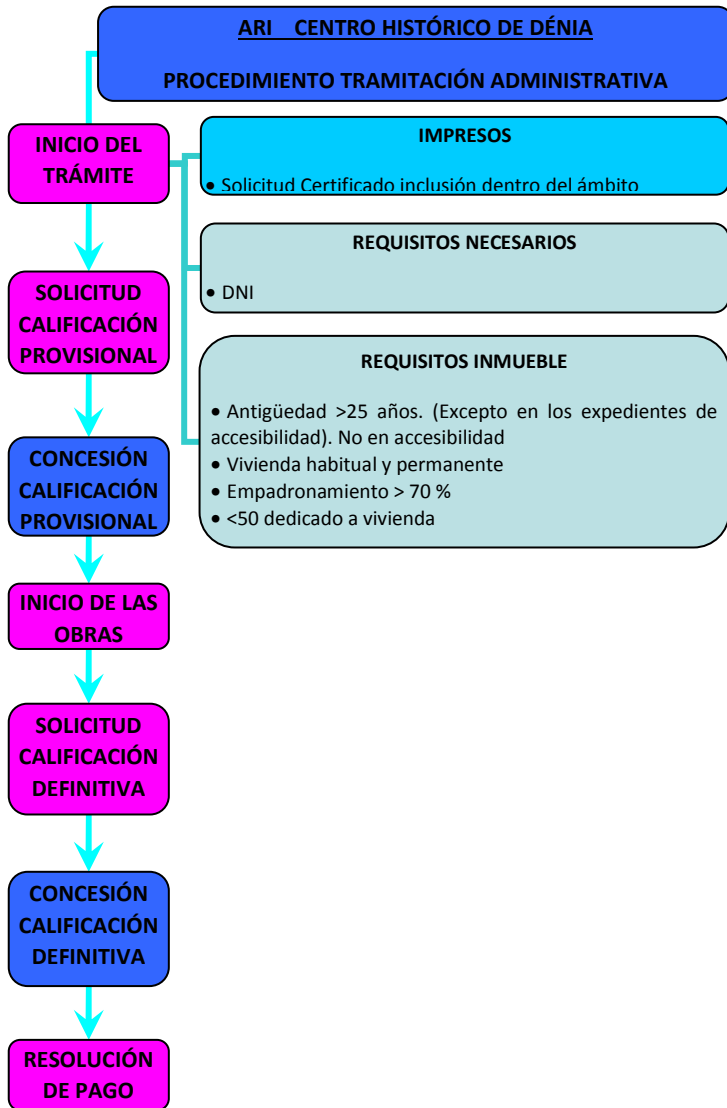 ARI CENTRO HISTÓRICO DE DÉNIA
PROCEDIMIENTO TRAMITACIÓN ADMINISTRATIVA
INICIO DEL
TRÁMITE
IMPRESOS
• Solicitud Certificado inclusión dentro del ámbito
REQUISITOS NECESARIOS
• DNI
SOLICITUD
CALIFICACIÓN
PROVISIONAL
REQUISITOS INMUEBLE
• Antigüedad >25 años. (Excepto en los expedientes de
accesibilidad). No en accesibilidad
• Vivienda habitual y permanente
• Empadronamiento > 70 %
• <50 dedicado a vivienda
CONCESIÓN
CALIFICACIÓN
PROVISIONAL
INICIO DE LAS
OBRAS
SOLICITUD
CALIFICACIÓN
DEFINITIVA
CONCESIÓN
CALIFICACIÓN
DEFINITIVA
RESOLUCIÓN
DE PAGO